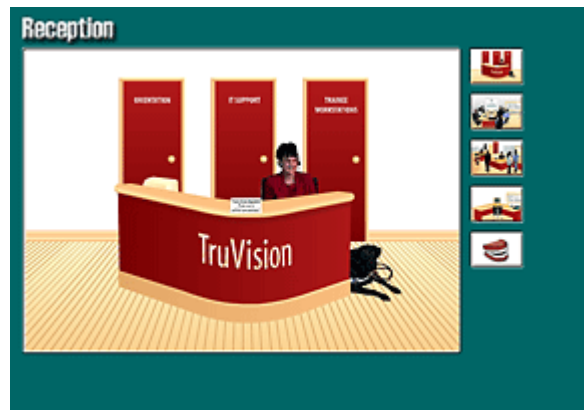 Reception
ORIENTATION
IT SUPPORT
TRAINEE
WORKSTATIONS
TruVision